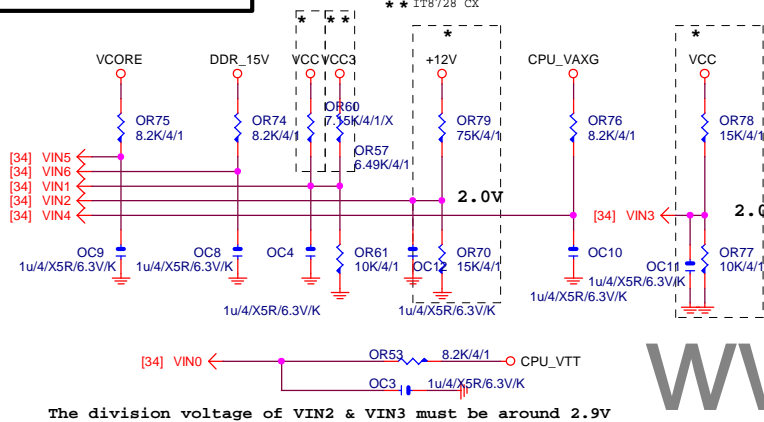 * * IT8728 CX
* * * * *
VCORE DDR_15V VCC VCC3 +12V CPU_VAXG VCC
OR75 8.2K/4/1
OR74 8.2K/4/1
OR60 7.15K/4/1/X
OR57 6.49K/4/1
OR79 75K/4/1
OR76 8.2K/4/1
OR78 15K/4/1
[34] VIN5
[34] VIN6
[34] VIN1
[34] VIN2
[34] VIN4
2.0V
[34] VIN3
2.0
OC9 1u/4/X5R/6.3V/K
OC8 1u/4/X5R/6.3V/K
OC4 1u/4/X5R/6.3V/K
OR61 10K/4/1
OC12 1u/4/X5R/6.3V/K
OR70 15K/4/1
OC10 1u/4/X5R/6.3V/K
OC11 1u/4/X5R/6.3V/K
OR77 10K/4/1
[34] VIN0
OR53 8.2K/4/1
CPU_VTT
OC3 1u/4/X5R/6.3V/K
The division voltage of VIN2 & VIN3 must be around 2.9V